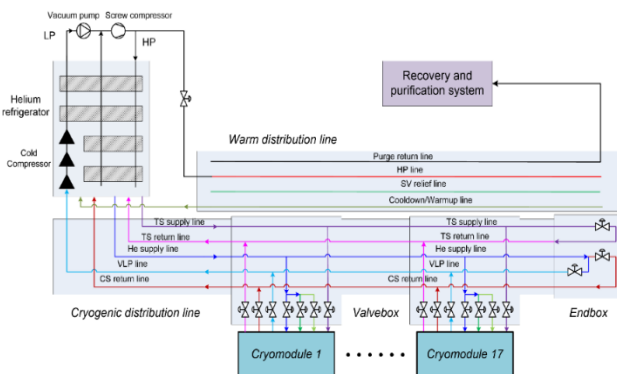 Vacuum pump
Screw compressor
LP
HP
Helium
refrigerator
Cold
Compressor
Recovery and
purification system
Warm distribution line
Purge return line
HP line
SV relief line
Cooldown/Warmup line
TS supply line
TS supply line
TS return line
TS return line
He supply line
He supply line
VLP line
VLP line
CS return line
CS return line
Cryogenic distribution line
Valvebox
Endbox
Cryomodule 1
Cryomodule 17